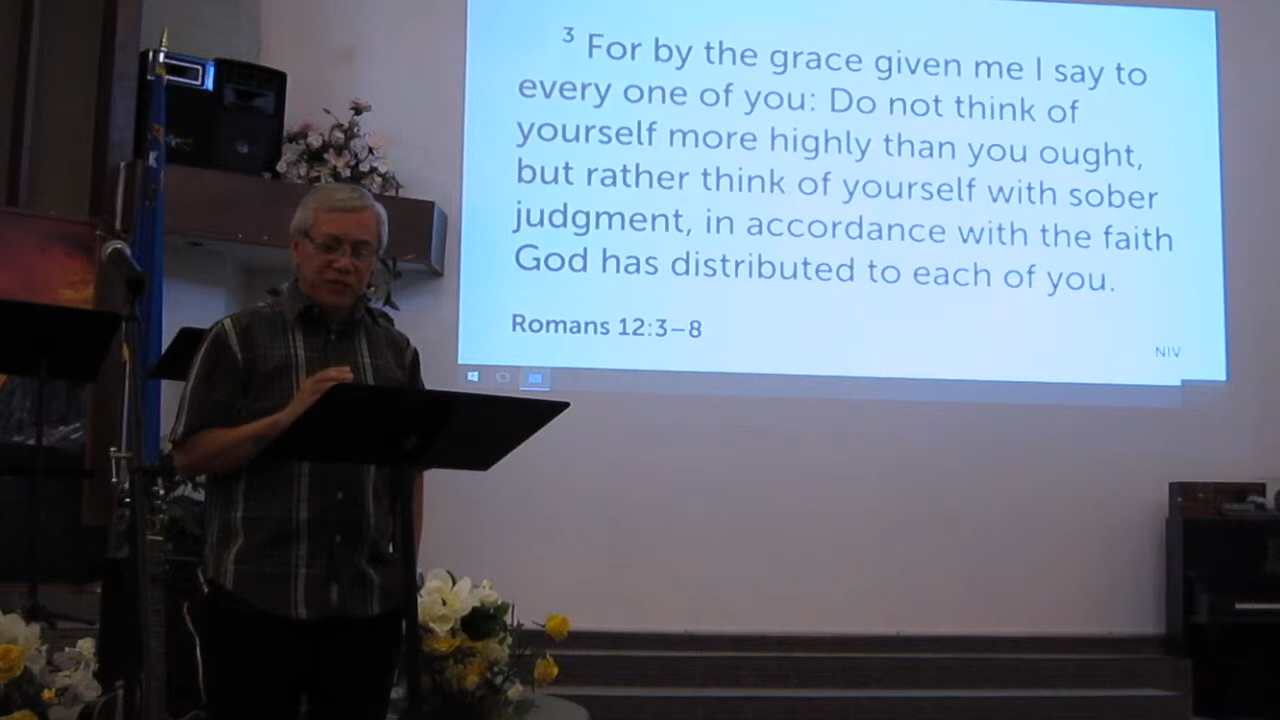 3 For by the grace given me I say to
every one of you: Do not think of
yourself more highly than you ought,
but rather think of yourself with sober
judgment, in accordance with the faith
God has distributed to each of you.
Romans 12:3–8
NIV